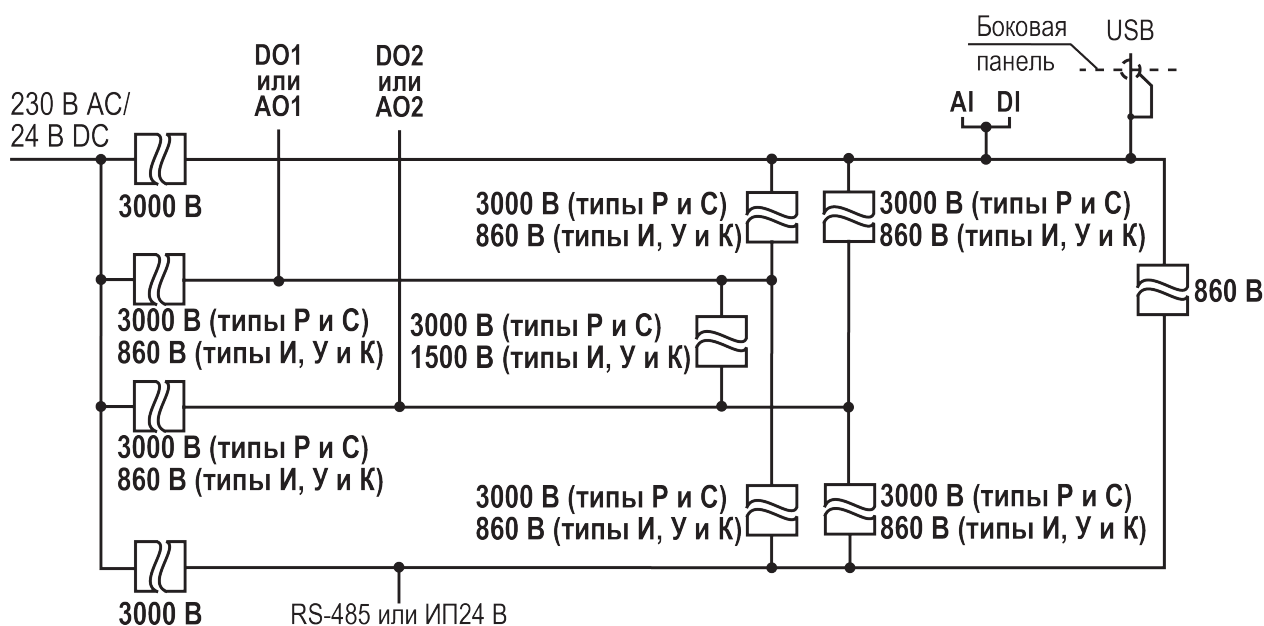 Боковая
панель
USB
DO1
или
AO1
DO2
или
AO2
230 В AC/
24 В DC
AI DI
3000 В
3000 В (типы Р и С)
860 В (типы И, У и К)
3000 В (типы Р и С)
860 В (типы И, У и К)
860 В
3000 В (типы Р и С)
860 В (типы И, У и К)
3000 В (типы Р и С)
1500 В (типы И, У и К)
3000 В (типы Р и С)
860 В (типы И, У и К)
3000 В (типы Р и С)
860 В (типы И, У и К)
3000 В (типы Р и С)
860 В (типы И, У и К)
3000 В
RS-485 или ИП24 В